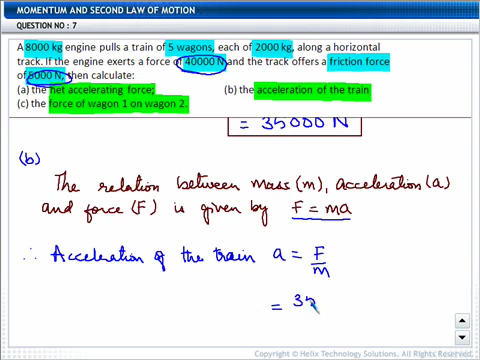 MOMENTUM AND SECOND LAW OF MOTION
QUESTION NO : 7
A 8000 kg engine pulls a train of 5 wagons, each of 2000 kg, along a horizontal
track. If the engine exerts a force of 40000 N and the track offers a friction force
of 5000 N, then calculate:
(a) the net accelerating force; (b) the acceleration of the train
(c) the force of wagon 1 on wagon 2.
= 35000 N
(b)
The relation between mass (m), acceleration (a)
and force (F) is given by F = ma
∴ Acceleration of the train a = F/m
= 35
Copyright © Helix Technology Solutions. All Rights Reserved.